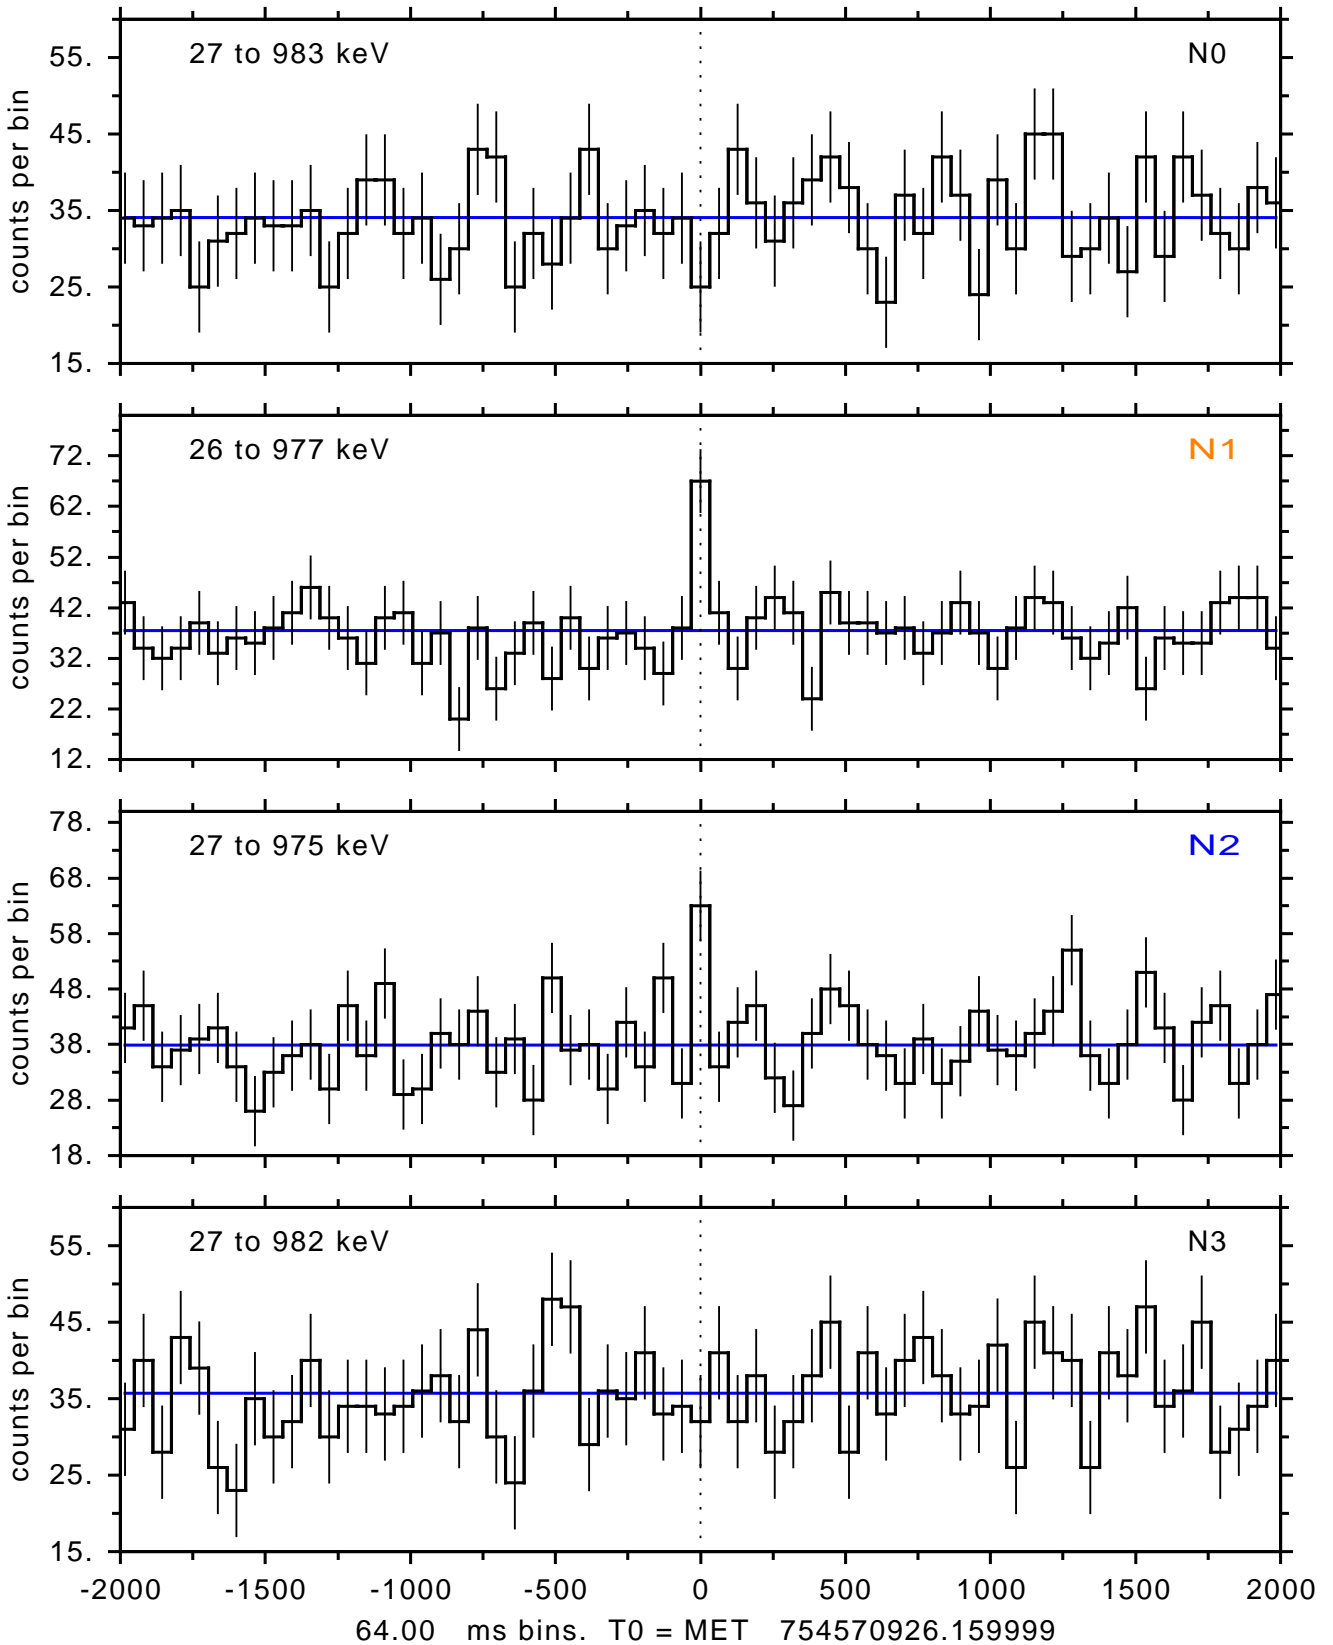 27 to 983 keV N0
55.
45.
35.
25.
15.
counts per bin
26 to 977 keV N1
72.
62.
52.
42.
32.
22.
12.
counts per bin
27 to 975 keV N2
78.
68.
58.
48.
38.
28.
18.
counts per bin
27 to 982 keV N3
55.
45.
35.
25.
15.
counts per bin
-2000 -1500 -1000 -500 0 500 1000 1500 2000
64.00 ms bins. T0 = MET 754570926.159999